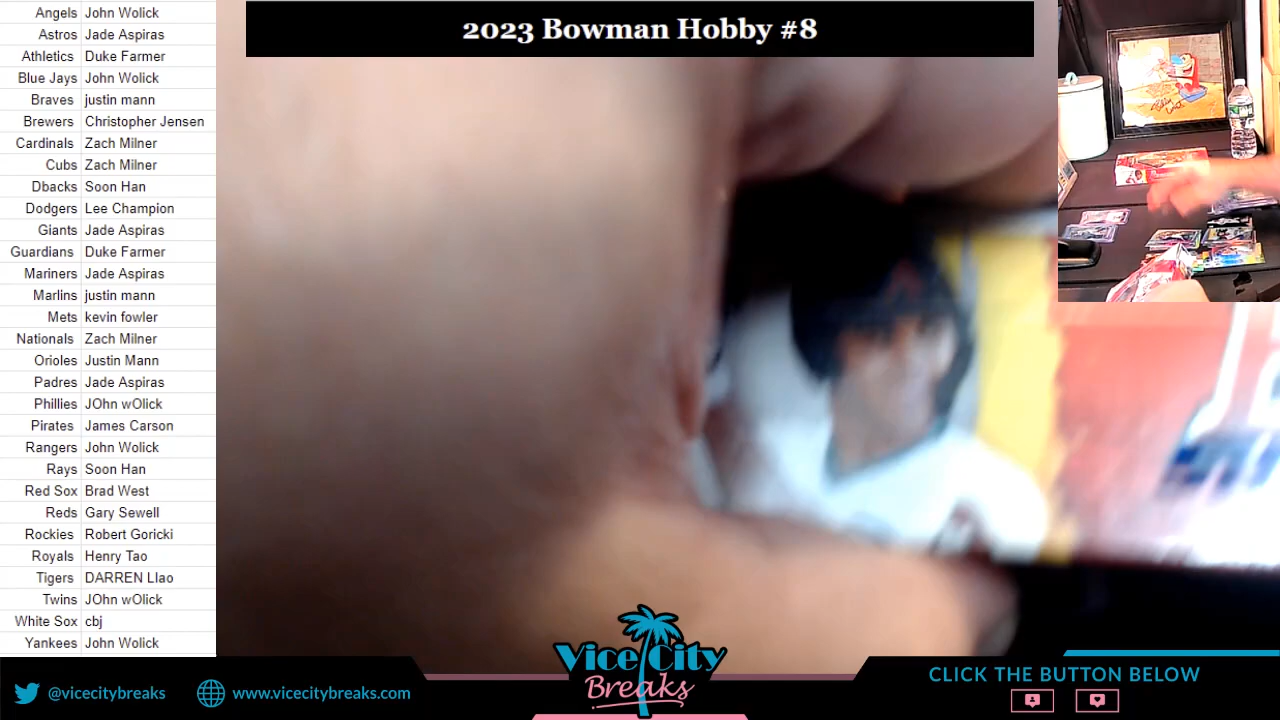 2023 Bowman Hobby #8
Angels John Wolick
Astros Jade Aspiras
Athletics Duke Farmer
Blue Jays John Wolick
Braves justin mann
Brewers Christopher Jensen
Cardinals Zach Milner
Cubs Zach Milner
Dbacks Soon Han
Dodgers Lee Champion
Giants Jade Aspiras
Guardians Duke Farmer
Mariners Jade Aspiras
Marlins justin mann
Mets kevin fowler
Nationals Zach Milner
Orioles Justin Mann
Padres Jade Aspiras
Phillies JOhn wOlick
Pirates James Carson
Rangers John Wolick
Rays Soon Han
Red Sox Brad West
Reds Gary Sewell
Rockies Robert Goricki
Royals Henry Tao
Tigers DARREN LIao
Twins JOhn wOlick
White Sox cbj
Yankees John Wolick
@vicecitybreaks
www.vicecitybreaks.com
Vice City
Breaks
CLICK THE BUTTON BELOW